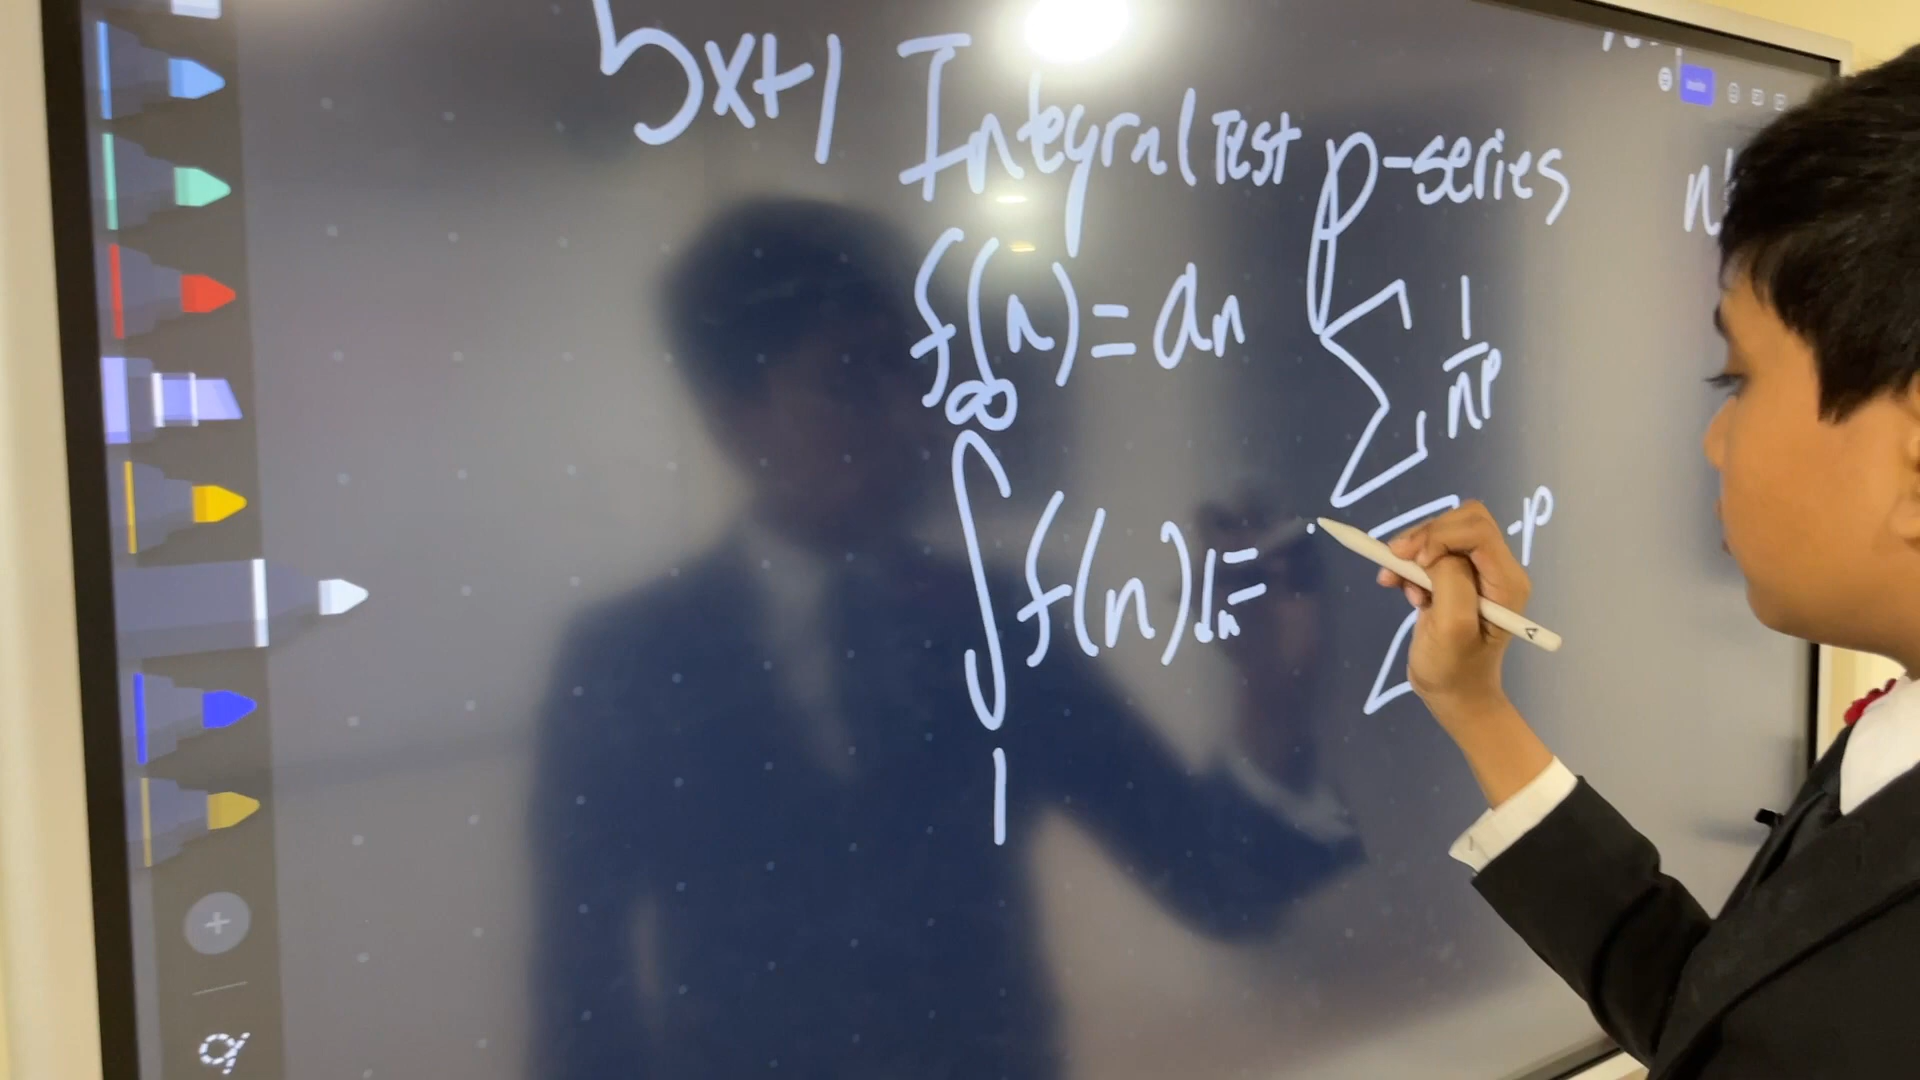 5x+1
Integral Test
f(n) = an
∞
∫ f(n)dn =
1
p-series
∑ 1/n^p
-p